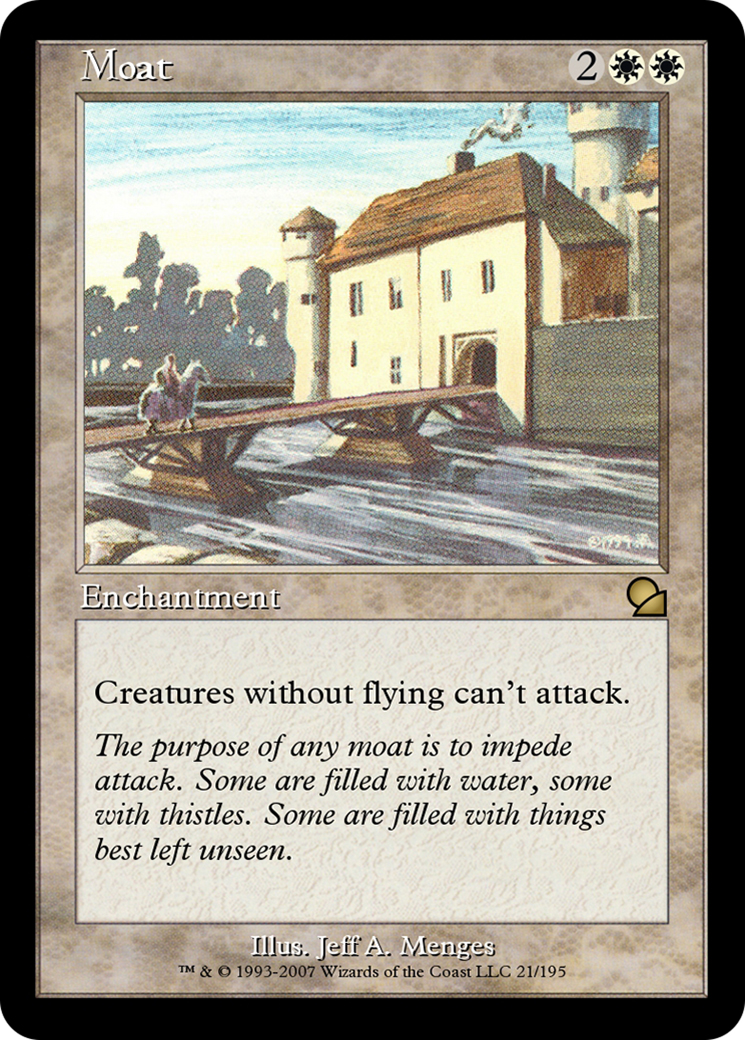 Moat 2
Enchantment
Creatures without flying can't attack.
The purpose of any moat is to impede
attack. Some are filled with water, some
with thistles. Some are filled with things
best left unseen.
Illus. Jeff A. Menges
™ & © 1993-2007 Wizards of the Coast LLC 21/195